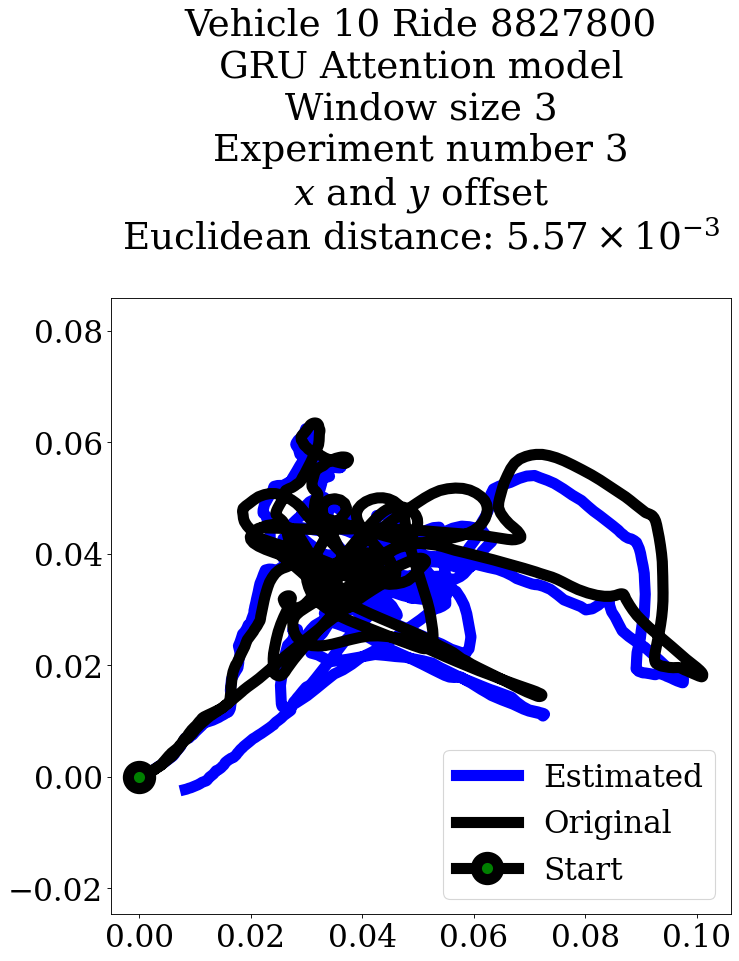 Vehicle 10 Ride 8827800
GRU Attention model
Window size 3
Experiment number 3
x and y offset
Euclidean distance: 5.57 × 10⁻³
0.08
0.06
0.04
0.02
0.00
−0.02
Estimated
Original
Start
0.00 0.02 0.04 0.06 0.08 0.10